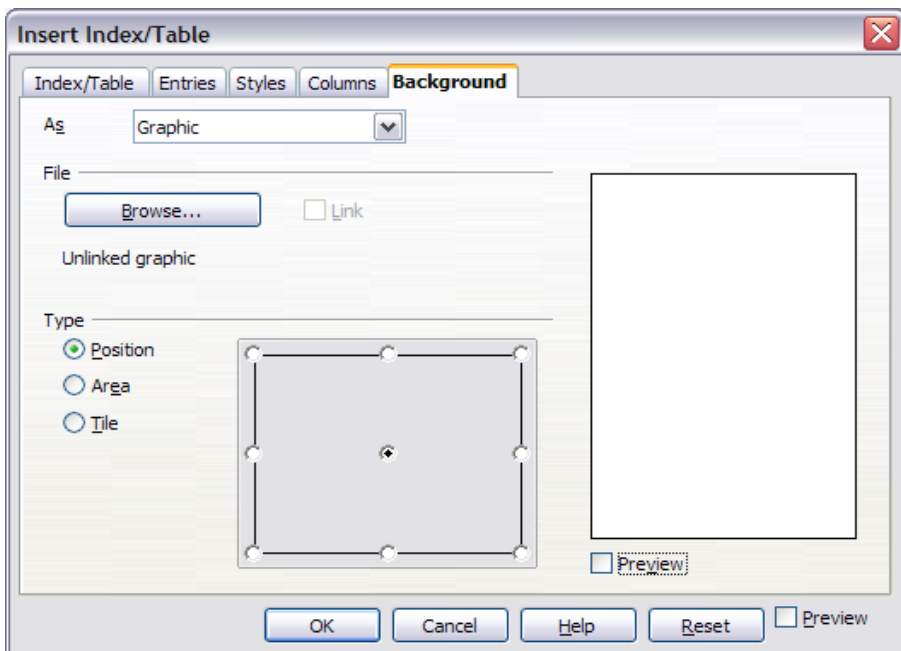 Insert Index/Table
Index/Table Entries Styles Columns Background
As Graphic
File
Browse... Link
Unlinked graphic
Type
Position
Area
Tile
Preview
OK Cancel Help Reset Preview